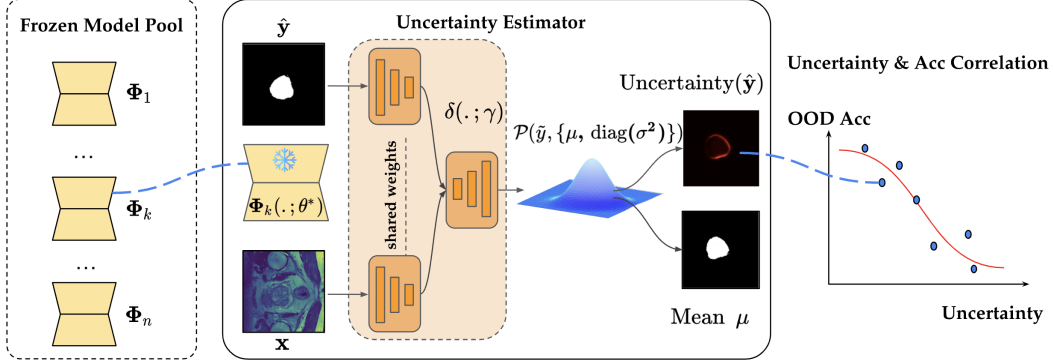 Frozen Model Pool
Φ₁
...
Φₖ
...
Φₙ
Uncertainty Estimator
ŷ
Φₖ(. ; θ*)
x
shared weights
δ(. ; γ)
𝒫(ỹ, {μ, diag(σ²)})
Uncertainty(ŷ)
Mean μ
Uncertainty & Acc Correlation
OOD Acc
Uncertainty